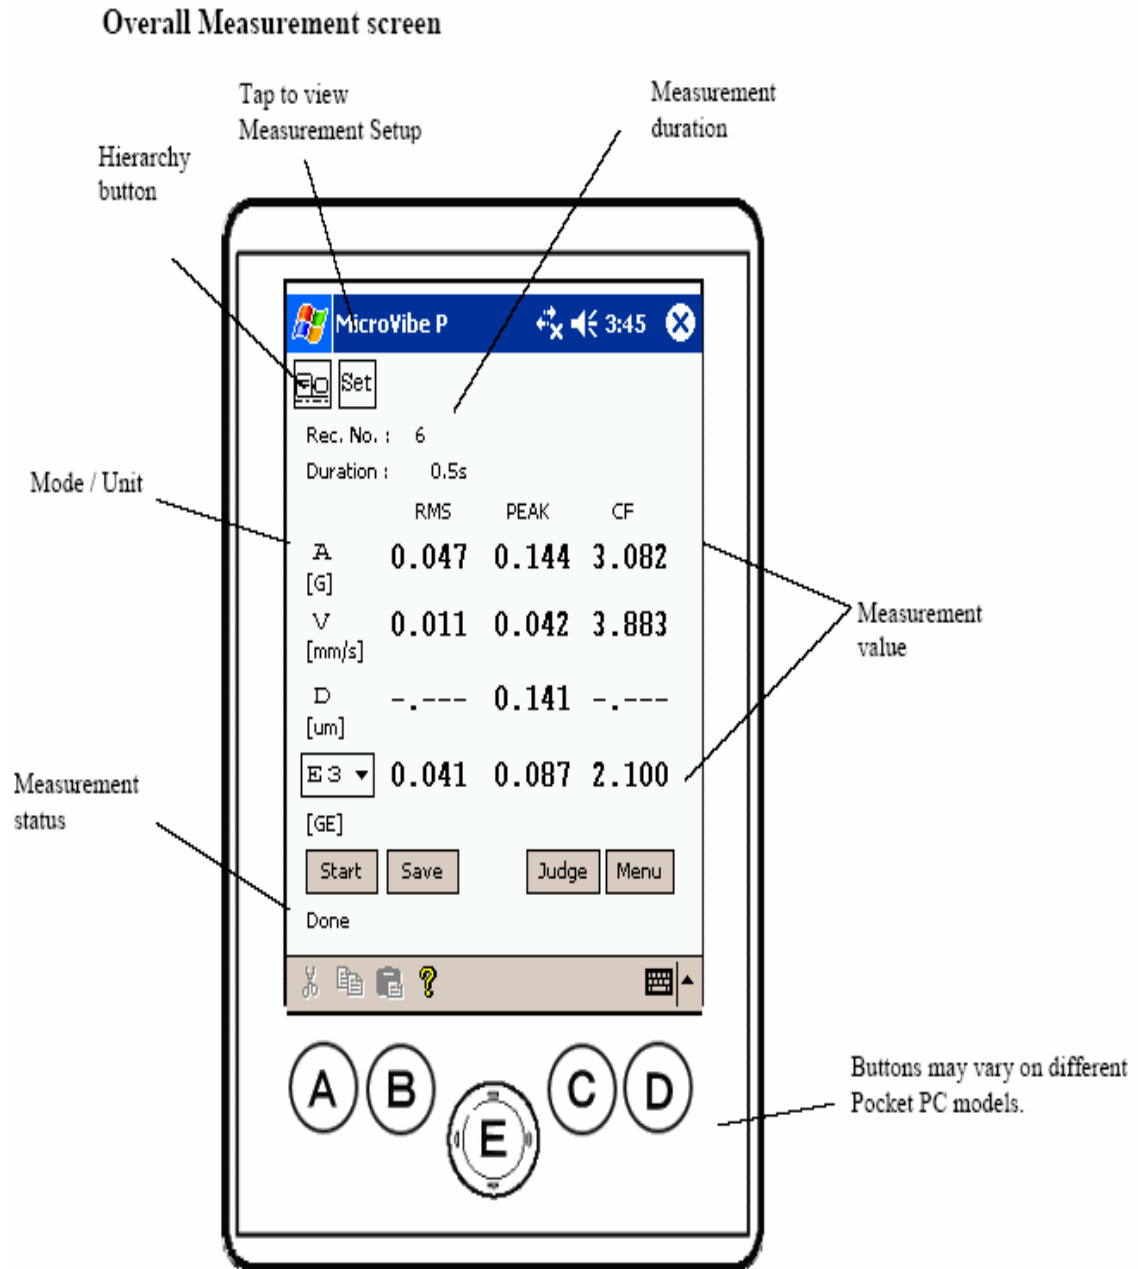 Overall Measurement screen
Tap to view
Measurement Setup
Measurement
duration
Hierarchy
button
MicroVibe P 3:45
Set
Rec. No. : 6
Duration : 0.5s
Mode / Unit
RMS PEAK CF
A 0.047 0.144 3.082
[G]
V 0.011 0.042 3.883
[mm/s]
Measurement
value
D -.--- 0.141 -.---
[um]
E3 0.041 0.087 2.100
[GE]
Measurement
status
Start Save Judge Menu
Done
A B C D
E
Buttons may vary on different
Pocket PC models.